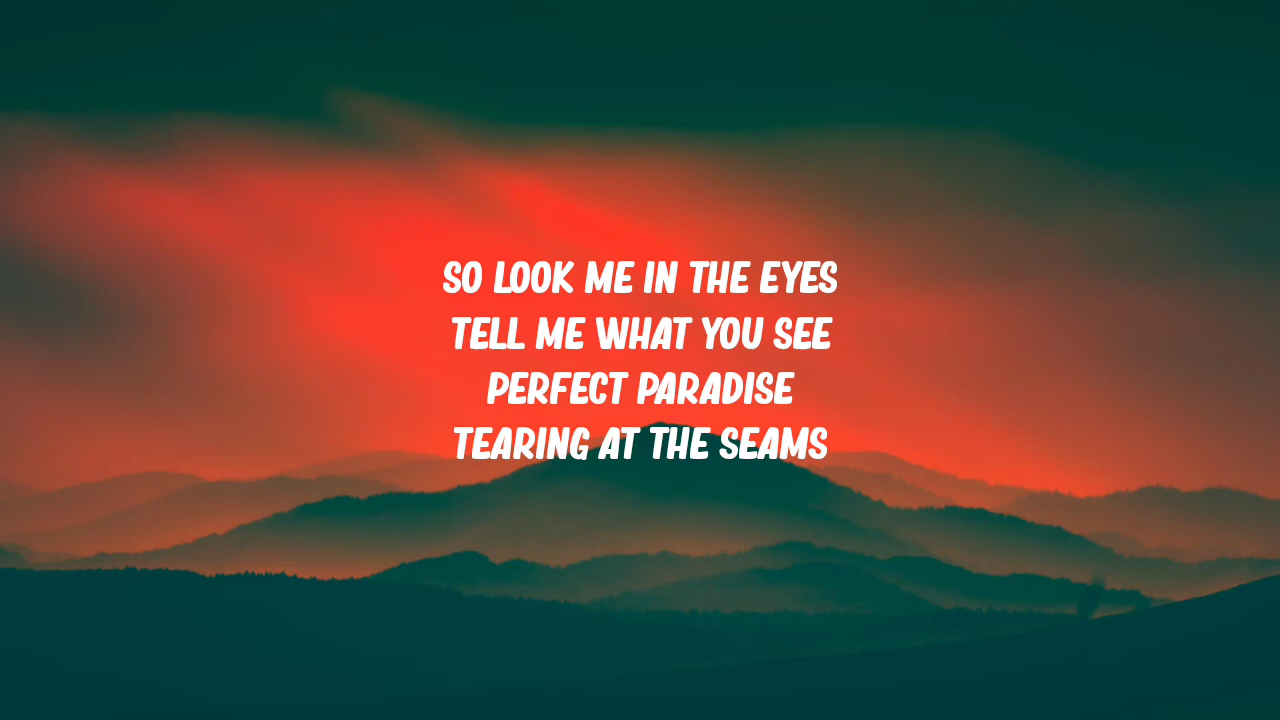 SO LOOK ME IN THE EYES
TELL ME WHAT YOU SEE
PERFECT PARADISE
TEARING AT THE SEAMS